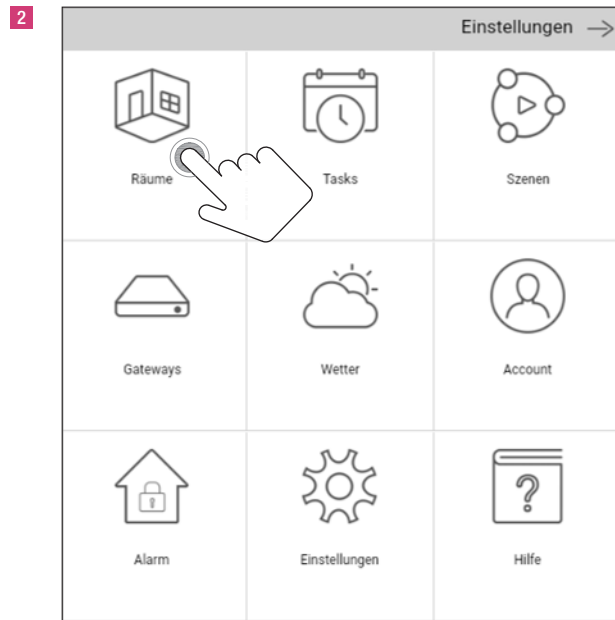 2
Einstellungen →
Räume Tasks Szenen
Gateways Wetter Account
?
Alarm Einstellungen Hilfe